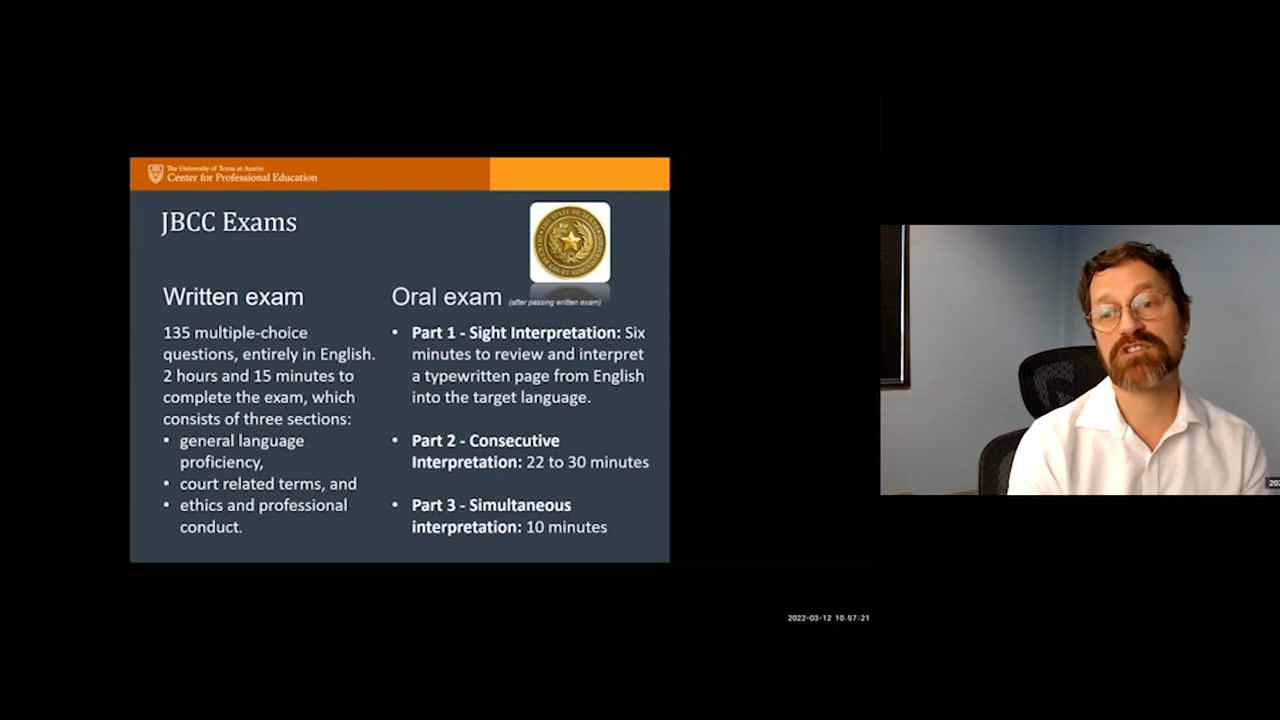 The University of Texas at Austin
Center for Professional Education
JBCC Exams
Written exam
135 multiple-choice
questions, entirely in English.
2 hours and 15 minutes to
complete the exam, which
consists of three sections:
• general language
proficiency,
• court related terms, and
• ethics and professional
conduct.
Oral exam (after passing written exam)
• Part 1 - Sight Interpretation: Six
minutes to review and interpret
a typewritten page from English
into the target language.
• Part 2 - Consecutive
Interpretation: 22 to 30 minutes
• Part 3 - Simultaneous
interpretation: 10 minutes
2022-03-12 10:57:21